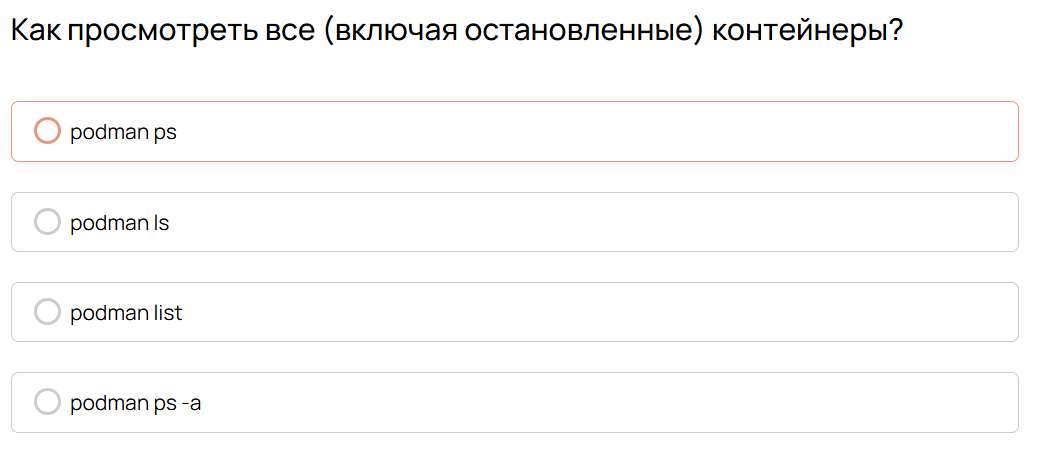 Как просмотреть все (включая остановленные) контейнеры?
podman ps
podman ls
podman list
podman ps -a